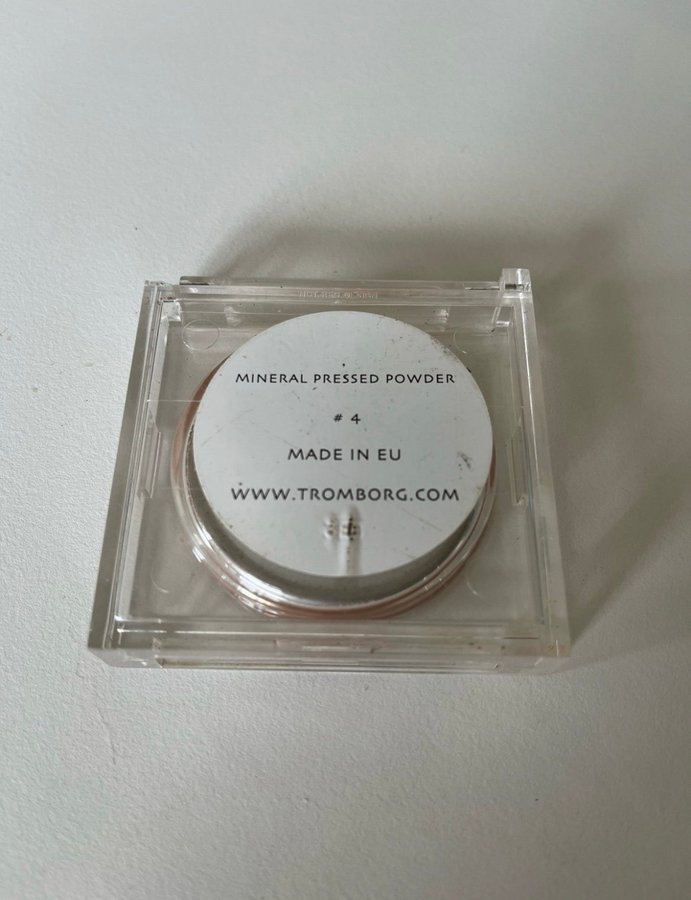 MINERAL PRESSED POWDER
# 4
MADE IN EU
WWW.TROMBORG.COM